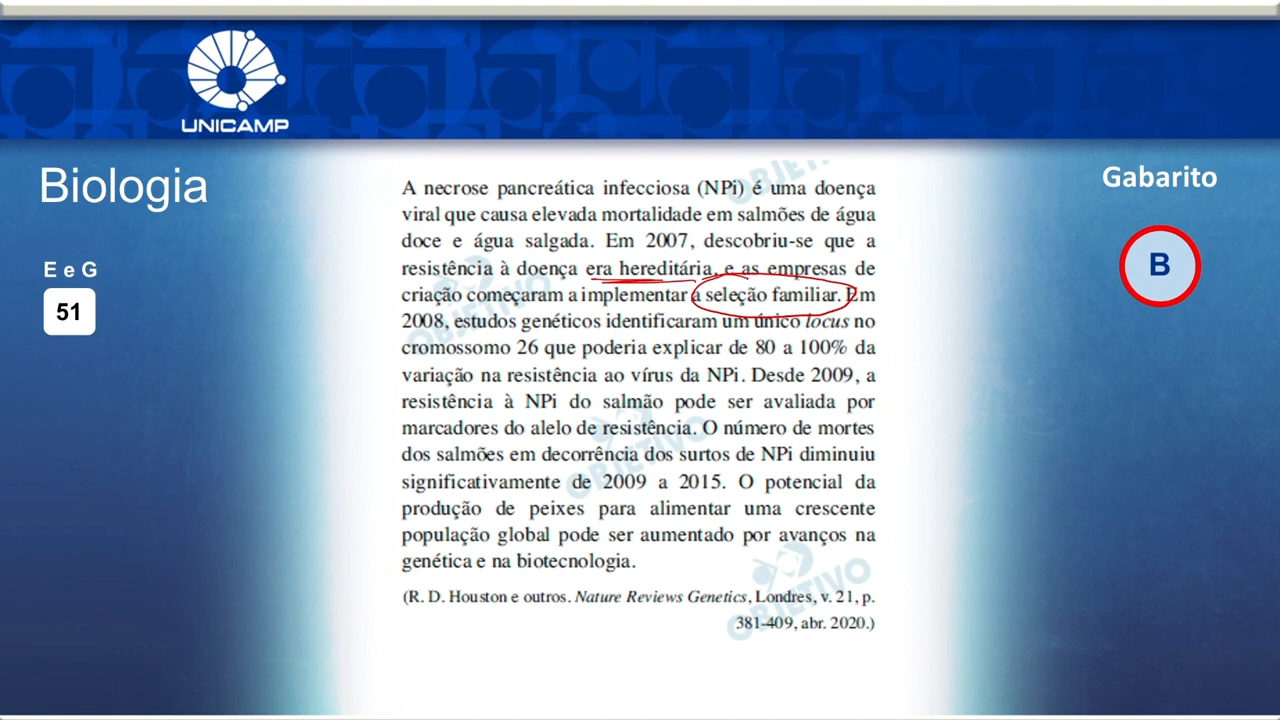 UNICAMP
Biologia
E e G
51
Gabarito
B
A necrose pancreática infecciosa (NPi) é uma doença
viral que causa elevada mortalidade em salmões de água
doce e água salgada. Em 2007, descobriu-se que a
resistência à doença era hereditária, e as empresas de
criação começaram a implementar a seleção familiar. Em
2008, estudos genéticos identificaram um único locus no
cromossomo 26 que poderia explicar de 80 a 100% da
variação na resistência ao vírus da NPi. Desde 2009, a
resistência à NPi do salmão pode ser avaliada por
marcadores do alelo de resistência. O número de mortes
dos salmões em decorrência dos surtos de NPi diminuiu
significativamente de 2009 a 2015. O potencial da
produção de peixes para alimentar uma crescente
população global pode ser aumentado por avanços na
genética e na biotecnologia.
(R. D. Houston e outros. Nature Reviews Genetics, Londres, v. 21, p.
381-409, abr. 2020.)
OBJETIVO
OBJETIVO
OBJETIVO
OBJETIVO